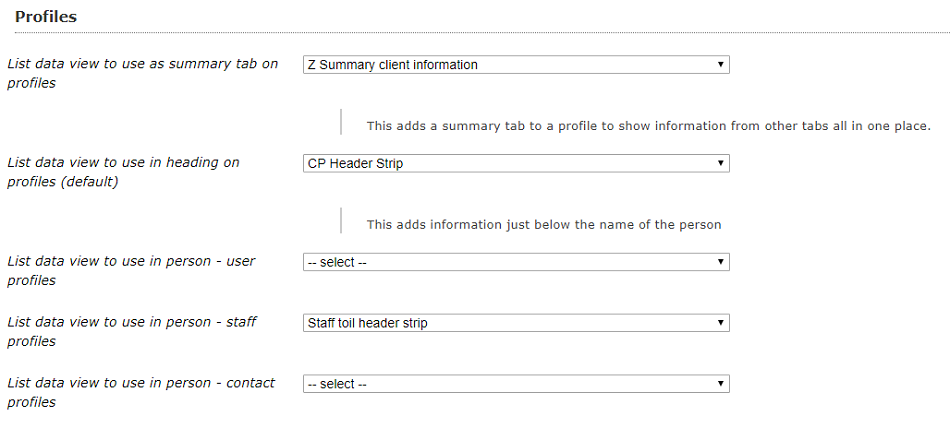 Profiles
List data view to use as summary tab on
profiles
Z Summary client information
This adds a summary tab to a profile to show information from other tabs all in one place.
List data view to use in heading on
profiles (default)
CP Header Strip
This adds information just below the name of the person
List data view to use in person - user
profiles
-- select --
List data view to use in person - staff
profiles
Staff toil header strip
List data view to use in person - contact
profiles
-- select --